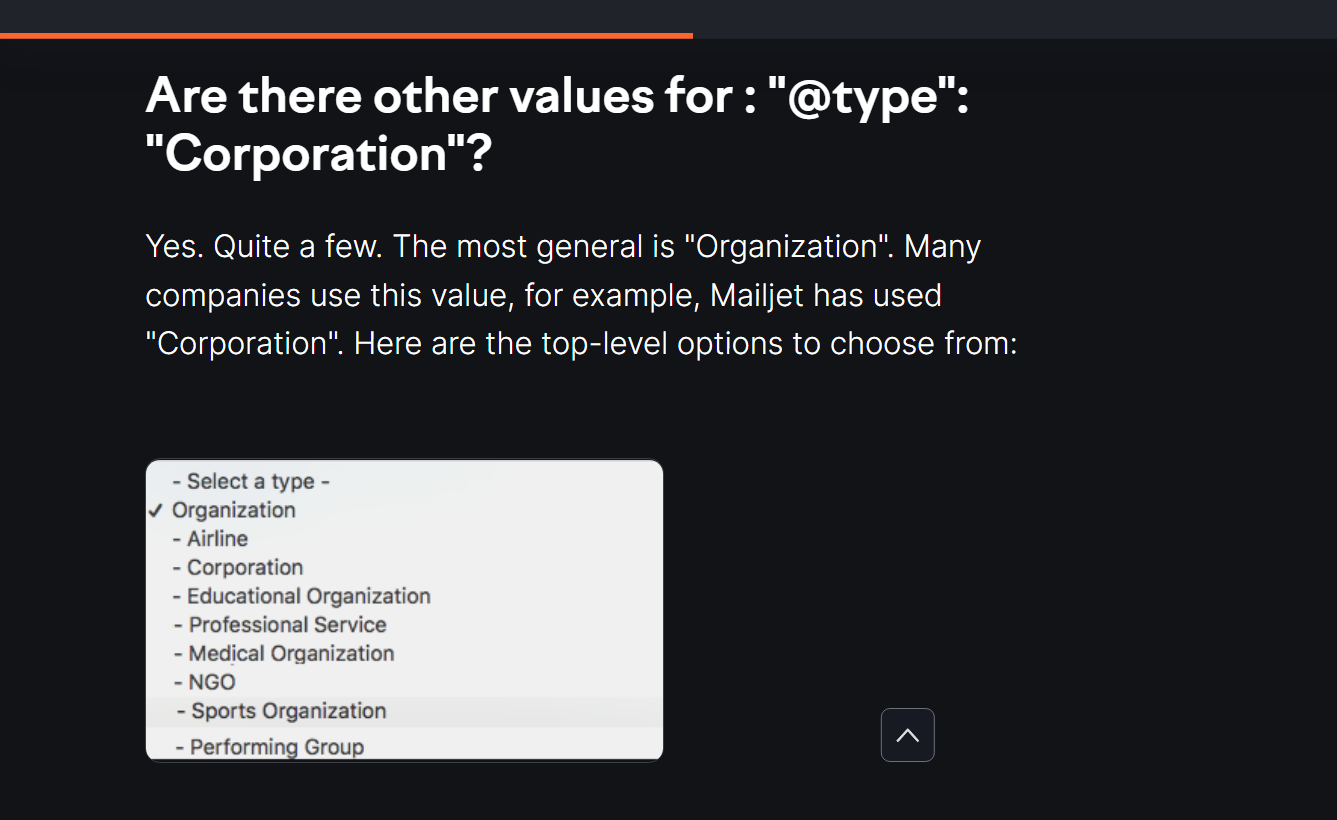 Are there other values for : "@type":
"Corporation"?
Yes. Quite a few. The most general is "Organization". Many
companies use this value, for example, Mailjet has used
"Corporation". Here are the top-level options to choose from:
- Select a type -
✓ Organization
- Airline
- Corporation
- Educational Organization
- Professional Service
- Medical Organization
- NGO
- Sports Organization
- Performing Group